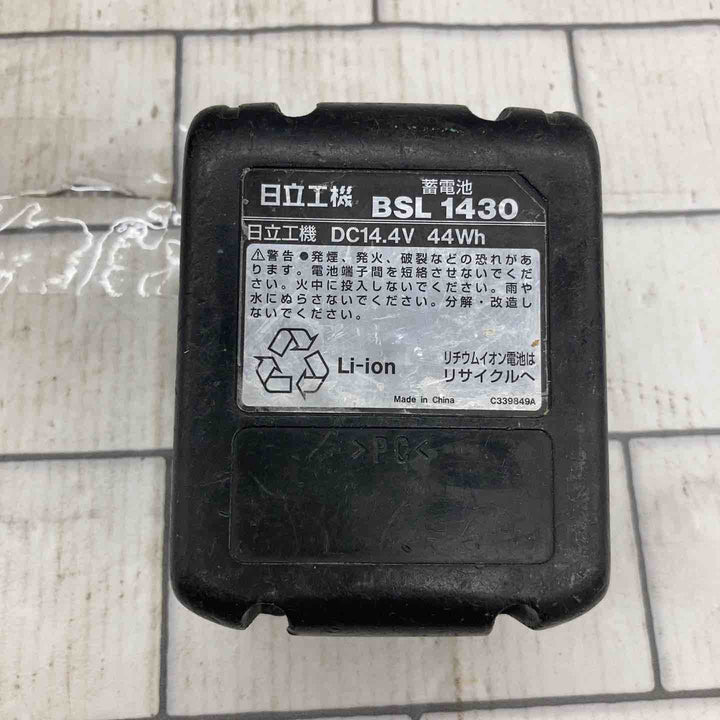 日立工機 蓄電池 BSL 1430
日立工機 DC14.4V 44Wh
⚠警告 ●発煙、発火、破裂などの恐れがあ
ります。電池端子間を短絡させないでくだ
さい。火中に投入しないでください。雨や
水にぬらさないでください。分解・改造し
ないでください。
Li-ion
リチウムイオン電池は
リサイクルへ
Made in China C339849A
>PC<